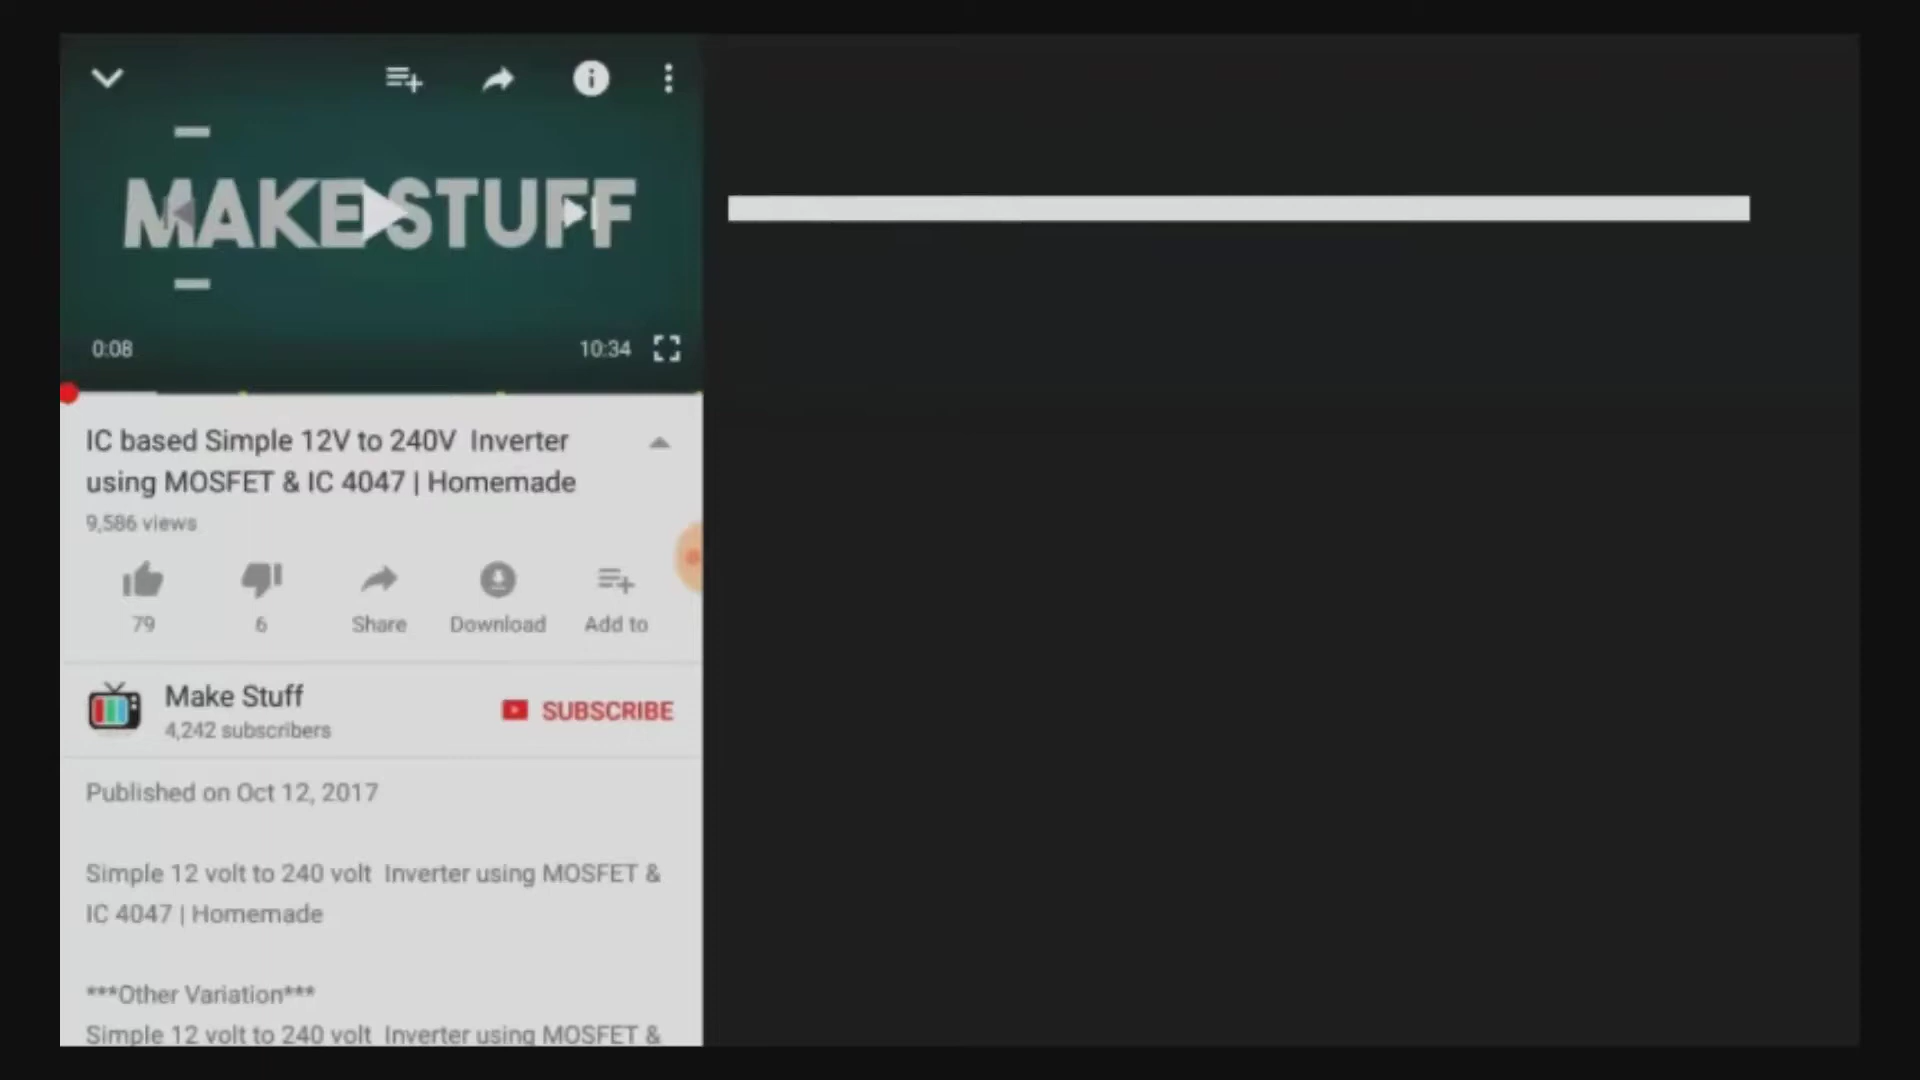 MAKE STUFF
0:08
10:34
IC based Simple 12V to 240V Inverter
using MOSFET & IC 4047 | Homemade
9,586 views
79
6
Share
Download
Add to
Make Stuff
4,242 subscribers
SUBSCRIBE
Published on Oct 12, 2017
Simple 12 volt to 240 volt Inverter using MOSFET &
IC 4047 | Homemade
***Other Variation***
Simple 12 volt to 240 volt Inverter using MOSFET &